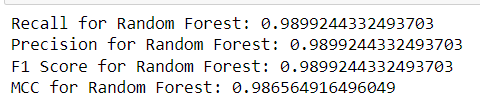 Recall for Random Forest: 0.9899244332493703
Precision for Random Forest: 0.9899244332493703
F1 Score for Random Forest: 0.9899244332493703
MCC for Random Forest: 0.986564916496049